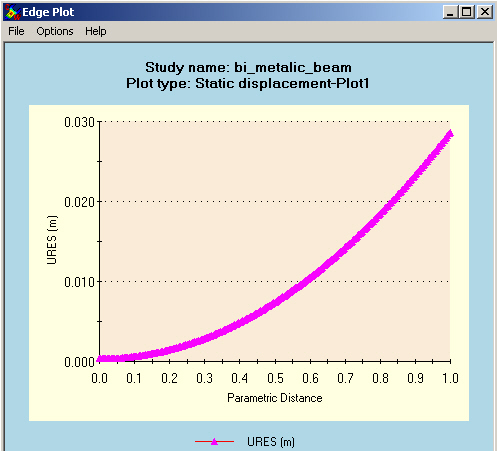 Edge Plot
File Options Help
Study name: bi_metalic_beam
Plot type: Static displacement-Plot1
0.030
0.020
0.010
0.000
URES (m)
0.0 0.1 0.2 0.3 0.4 0.5 0.6 0.7 0.8 0.9 1.0
Parametric Distance
URES (m)